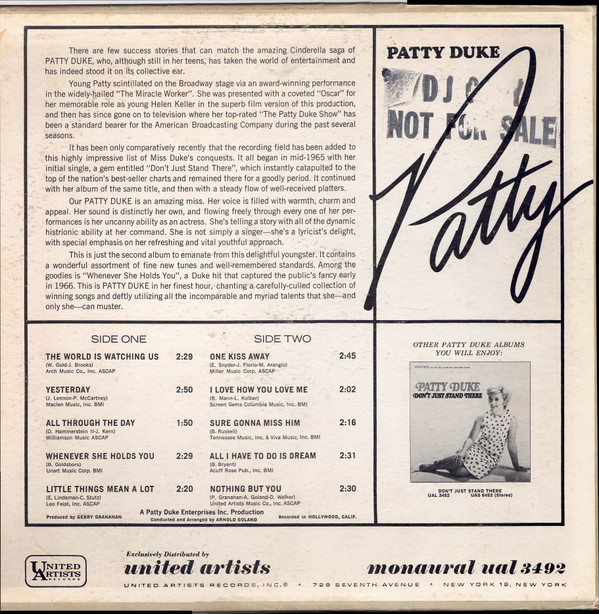 There are few success stories that can match the amazing Cinderella saga of
PATTY DUKE, who, although still in her teens, has taken the world of entertainment and
has indeed stood it on its collective ear.
Young Patty scintillated on the Broadway stage via an award-winning performance
in the widely-hailed "The Miracle Worker". She was presented with a coveted "Oscar" for
her memorable role as young Helen Keller in the superb film version of this production,
and then has since gone on to television where her top-rated "The Patty Duke Show" has
been a standard bearer for the American Broadcasting Company during the past several
seasons.
It has been only comparatively recently that the recording field has been added to
this highly impressive list of Miss Duke's conquests. It all began in mid-1965 with her
initial single, a gem entitled "Don't Just Stand There", which instantly catapulted to the
top of the nation's best-seller charts and remained there for a goodly period. It continued
with her album of the same title, and then with a steady flow of well-received platters.
Our PATTY DUKE is an amazing miss. Her voice is filled with warmth, charm and
appeal. Her sound is distinctly her own, and flowing freely through every one of her per-
formances is her uncanny ability as an actress. She's telling a story with all of the dynamic
histrionic ability at her command. She is not simply a singer—she's a lyricist's delight,
with special emphasis on her refreshing and vital youthful approach.
This is just the second album to emanate from this delightful youngster. It contains
a wonderful assortment of fine new tunes and well-remembered standards. Among the
goodies is "Whenever She Holds You", a Duke hit that captured the public's fancy early
in 1966. This is PATTY DUKE in her finest hour, chanting a carefully-culled collection of
winning songs and deftly utilizing all the incomparable and myriad talents that she—and
only she—can muster.
PATTY DUKE
DJ
NOT FOR SALE
Patty
SIDE ONE
THE WORLD IS WATCHING US 2:29
(W. Gold-J. Brooks)
Arch Music Co., Inc. ASCAP
YESTERDAY 2:50
(J. Lennon-P. McCartney)
Maclen Music, Inc. BMI
ALL THROUGH THE DAY 1:50
(O. Hammerstein II-J. Kern)
Williamson Music ASCAP
WHENEVER SHE HOLDS YOU 2:29
(B. Goldsboro)
Unart Music Corp. BMI
LITTLE THINGS MEAN A LOT 2:20
(E. Lindeman-C. Stutz)
Leo Feist, Inc. ASCAP
SIDE TWO
ONE KISS AWAY 2:45
(E. Snyder-J. Florio-M. Arangio)
Miller Music Corp. ASCAP
I LOVE HOW YOU LOVE ME 2:02
(B. Mann-L. Kolber)
Screen Gems Columbia Music, Inc. BMI
SURE GONNA MISS HIM 2:16
(B. Russell)
Tennessee Music, Inc. & Viva Music, Inc. BMI
ALL I HAVE TO DO IS DREAM 2:31
(B. Bryant)
Acuff Rose Pub., Inc. BMI
NOTHING BUT YOU 2:30
(P. Granahan-A. Goland-D. Walker)
United Artists Music Co., Inc. ASCAP
A Patty Duke Enterprises Inc. Production
Produced by GERRY GRANAHAN Conducted and Arranged by ARNOLD GOLAND Recorded in HOLLYWOOD, CALIF.
OTHER PATTY DUKE ALBUMS
YOU WILL ENJOY:
PATTY DUKE
DON'T JUST STAND THERE
DON'T JUST STAND THERE
UAL 3452 UAS 6452 (Stereo)
UNITED
ARTISTS
RECORDS
Exclusively Distributed by
united artists
monaural ual 3492
UNITED ARTISTS RECORDS, INC.® • 729 SEVENTH AVENUE • NEW YORK 19, NEW YORK